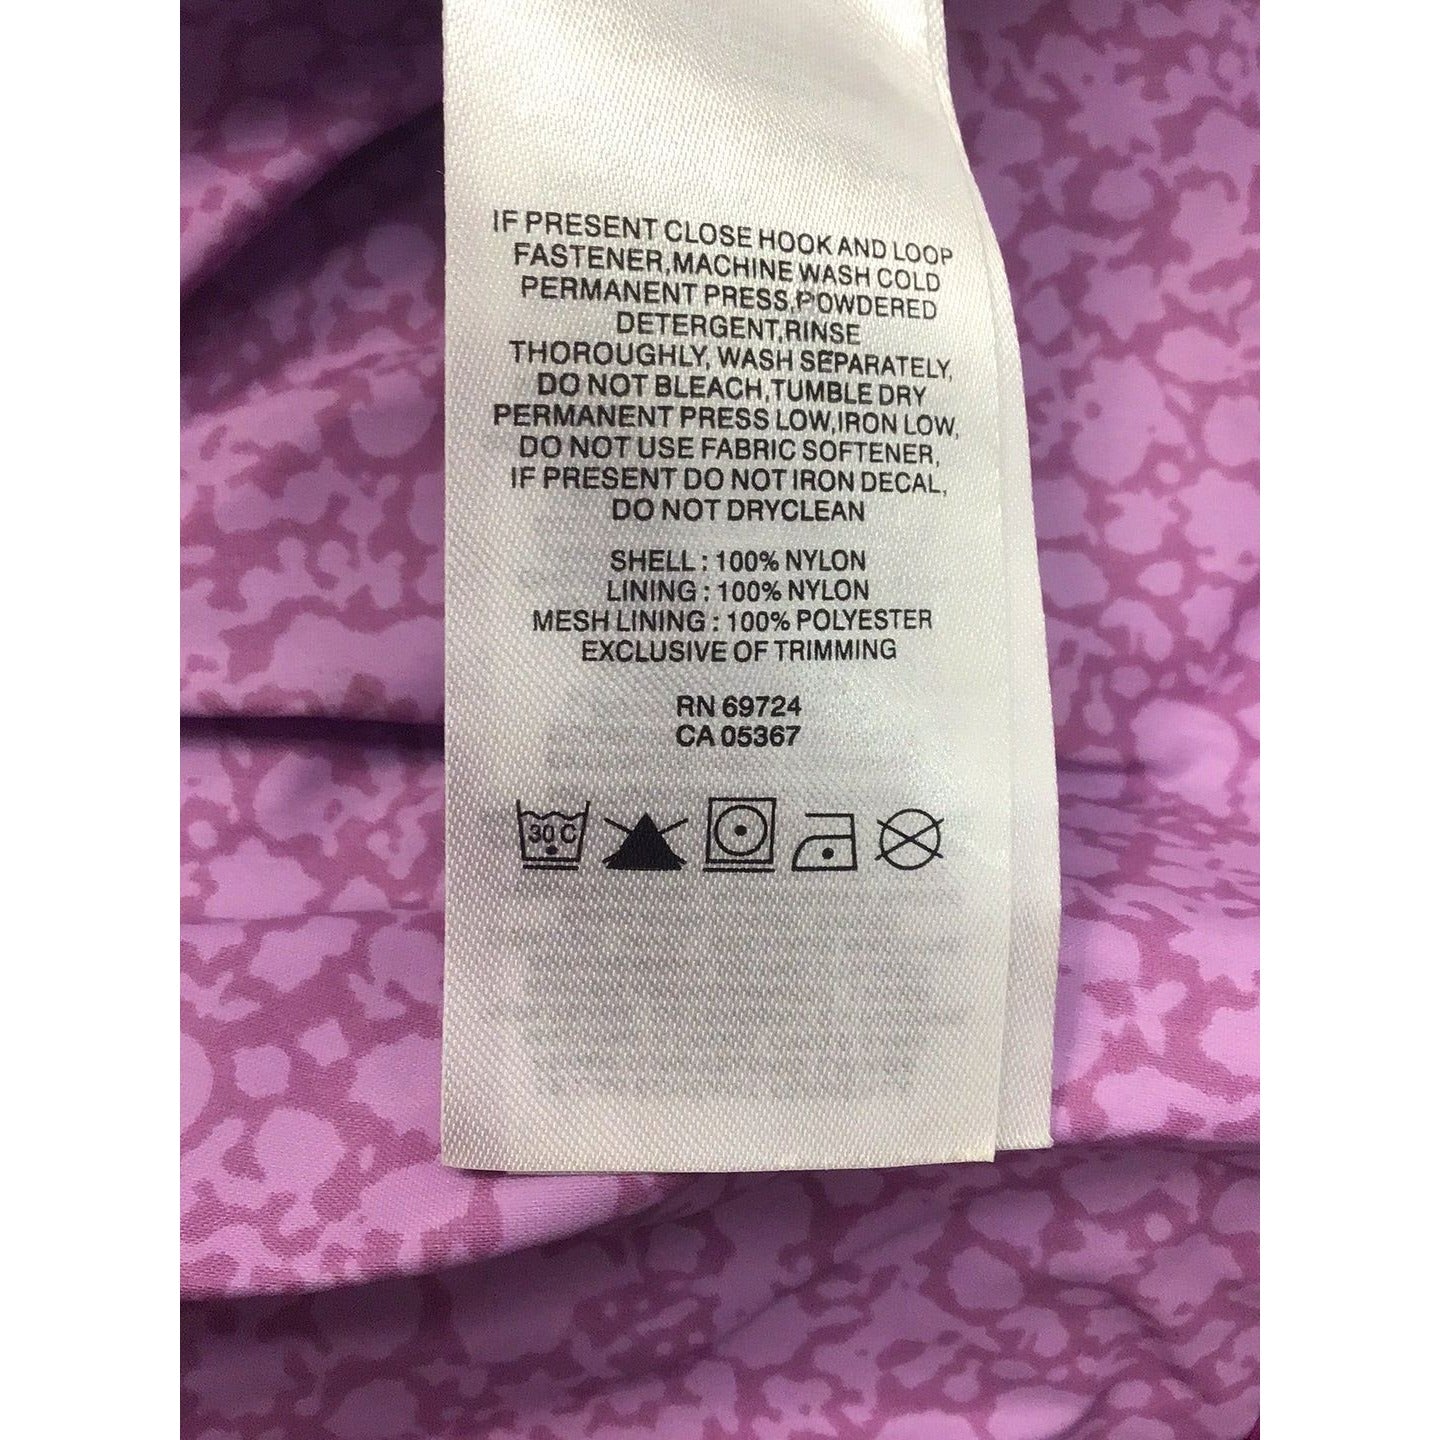 IF PRESENT CLOSE HOOK AND LOOP
FASTENER,MACHINE WASH COLD
PERMANENT PRESS,POWDERED
DETERGENT,RINSE
THOROUGHLY, WASH SEPARATELY,
DO NOT BLEACH,TUMBLE DRY
PERMANENT PRESS LOW,IRON LOW,
DO NOT USE FABRIC SOFTENER,
IF PRESENT DO NOT IRON DECAL,
DO NOT DRYCLEAN
SHELL : 100% NYLON
LINING : 100% NYLON
MESH LINING : 100% POLYESTER
EXCLUSIVE OF TRIMMING
RN 69724
CA 05367
30 C